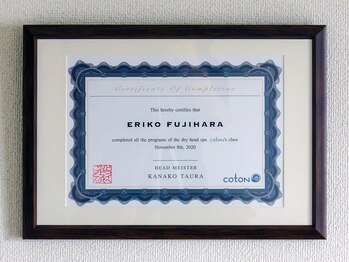 Certificate Of Completion
This hereby certifies that
ERIKO FUJIHARA
completed all the programs of the dry head spa coton's class
November 8th, 2020
HEAD MEISTER
KANAKO TAURA
coton